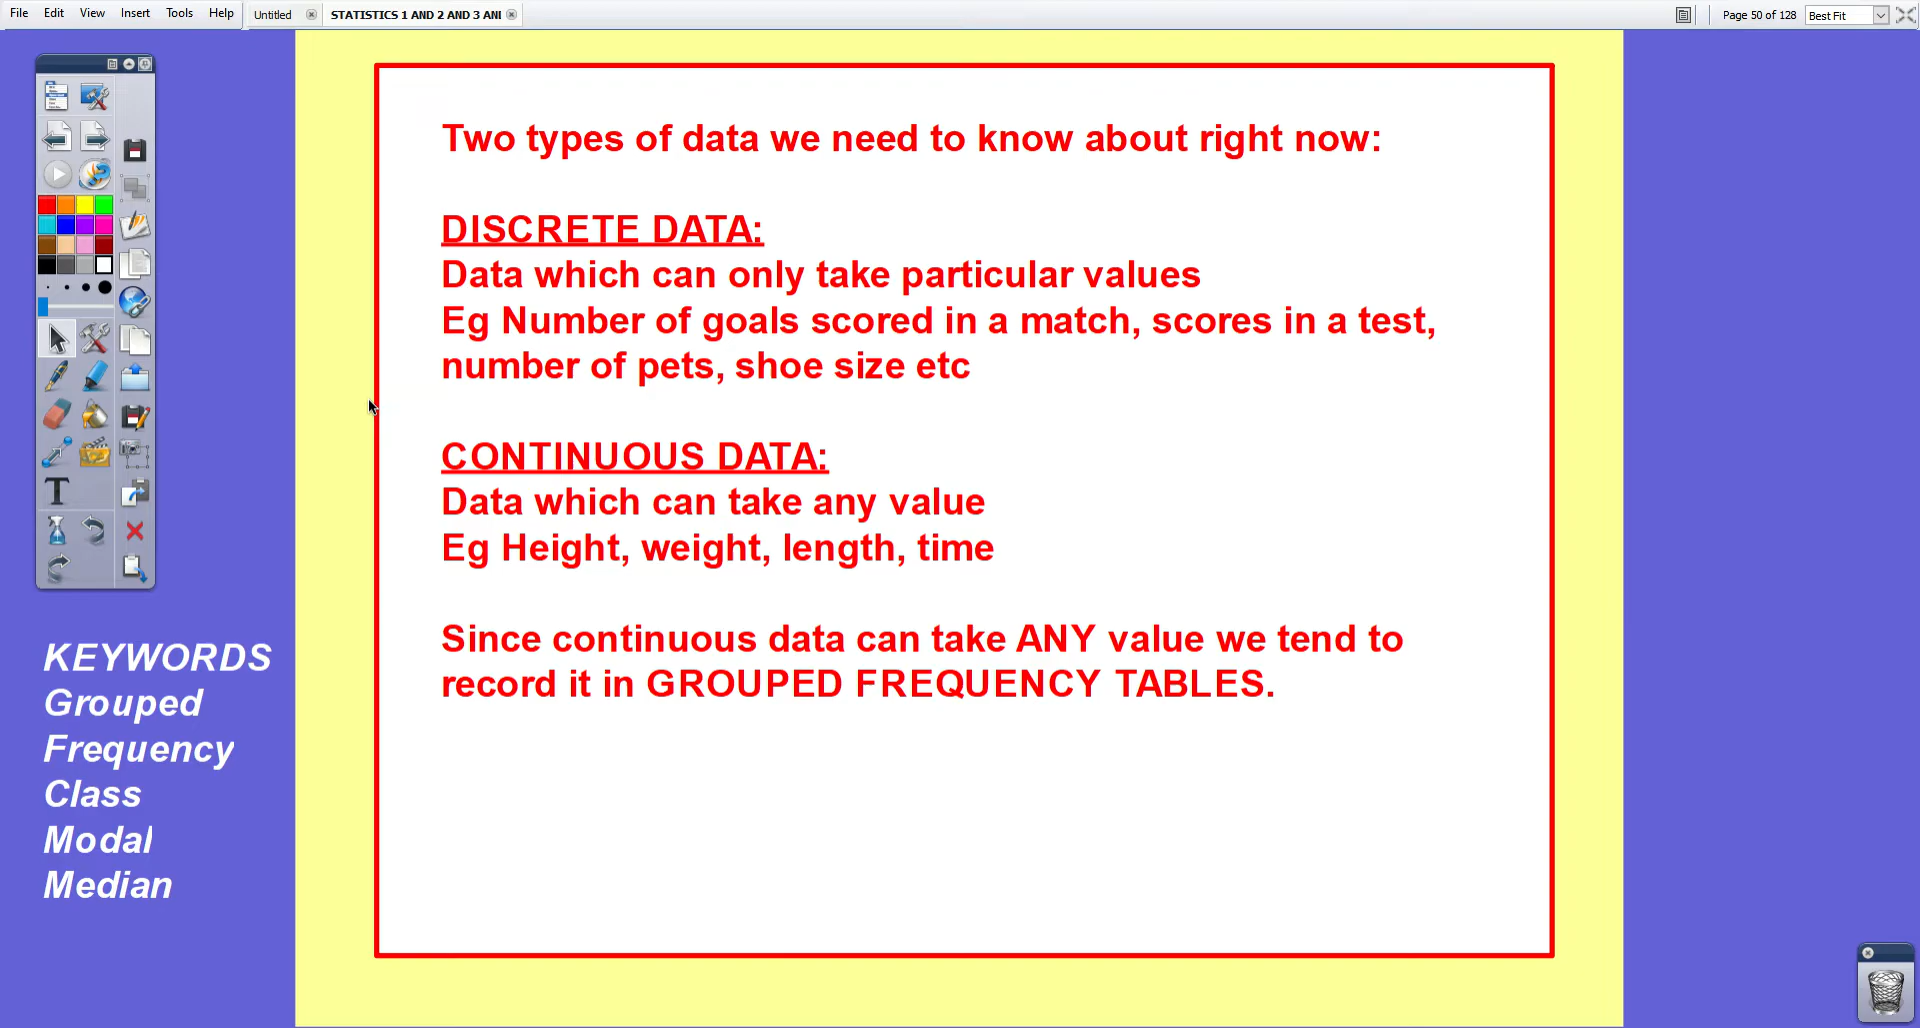 File Edit View Insert Tools Help Untitled STATISTICS 1 AND 2 AND 3 ANI Page 50 of 128 Best Fit
Two types of data we need to know about right now:
DISCRETE DATA:
Data which can only take particular values
Eg Number of goals scored in a match, scores in a test,
number of pets, shoe size etc
CONTINUOUS DATA:
Data which can take any value
Eg Height, weight, length, time
Since continuous data can take ANY value we tend to
record it in GROUPED FREQUENCY TABLES.
KEYWORDS
Grouped
Frequency
Class
Modal
Median